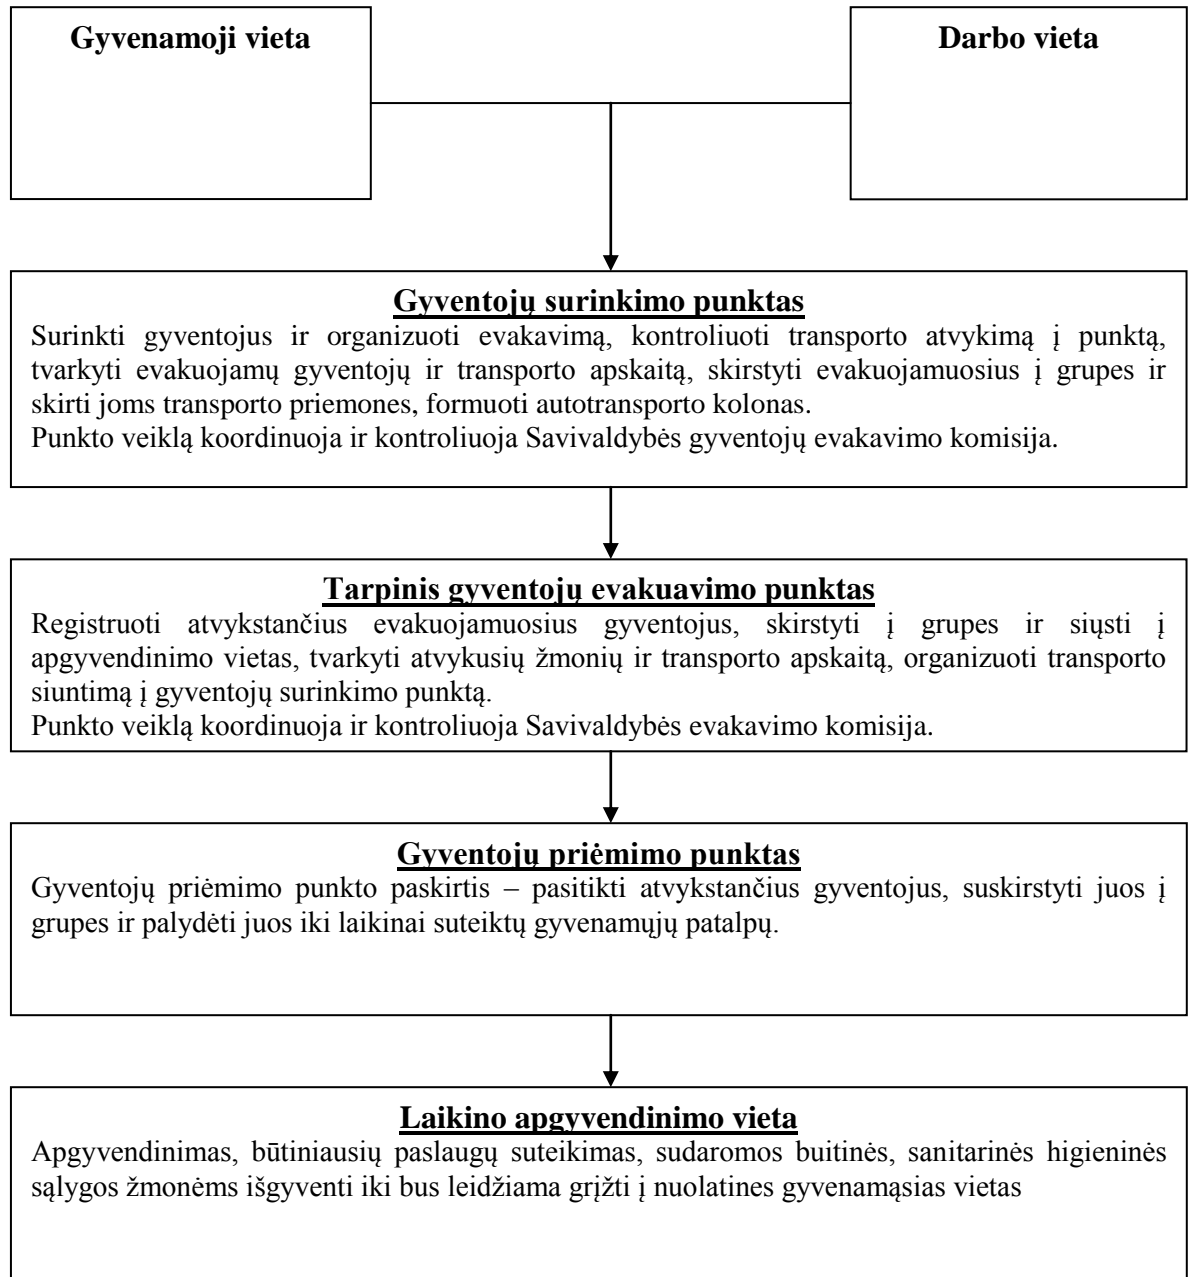 Gyvenamoji vieta
Darbo vieta
Gyventojų surinkimo punktas
Surinkti gyventojus ir organizuoti evakavimą, kontroliuoti transporto atvykimą į punktą,
tvarkyti evakuojamų gyventojų ir transporto apskaitą, skirstyti evakuojamuosius į grupes ir
skirti joms transporto priemones, formuoti autotransporto kolonas.
Punkto veiklą koordinuoja ir kontroliuoja Savivaldybės gyventojų evakavimo komisija.
Tarpinis gyventojų evakuavimo punktas
Registruoti atvykstančius evakuojamuosius gyventojus, skirstyti į grupes ir siųsti į
apgyvendinimo vietas, tvarkyti atvykusių žmonių ir transporto apskaitą, organizuoti transporto
siuntimą į gyventojų surinkimo punktą.
Punkto veiklą koordinuoja ir kontroliuoja Savivaldybės evakavimo komisija.
Gyventojų priėmimo punktas
Gyventojų priėmimo punkto paskirtis – pasitikti atvykstančius gyventojus, suskirstyti juos į
grupes ir palydėti juos iki laikinai suteiktų gyvenamųjų patalpų.
Laikino apgyvendinimo vieta
Apgyvendinimas, būtiniausių paslaugų suteikimas, sudaromos buitinės, sanitarinės higieninės
sąlygos žmonėms išgyventi iki bus leidžiama grįžti į nuolatines gyvenamąsias vietas